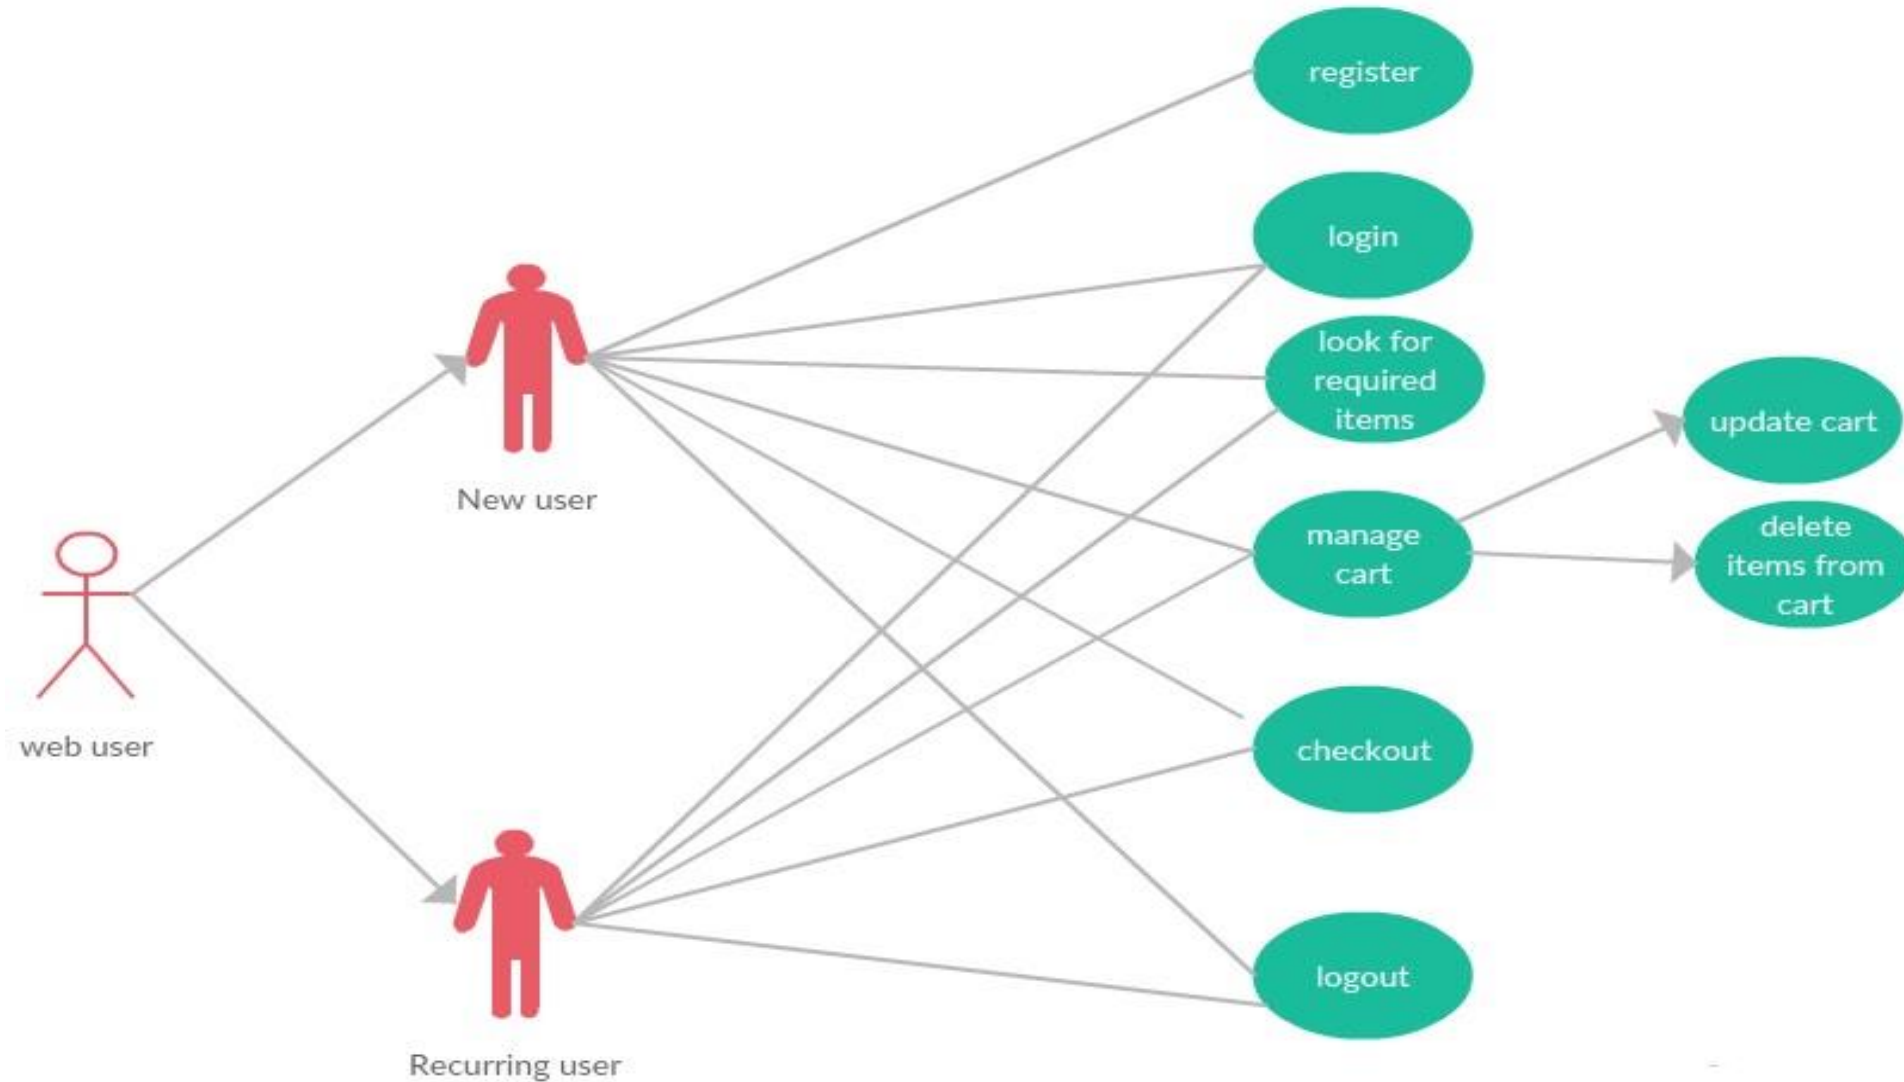 register
login
look for
required
items
update cart
New user
manage
cart
delete
items from
cart
web user
checkout
logout
Recurring user